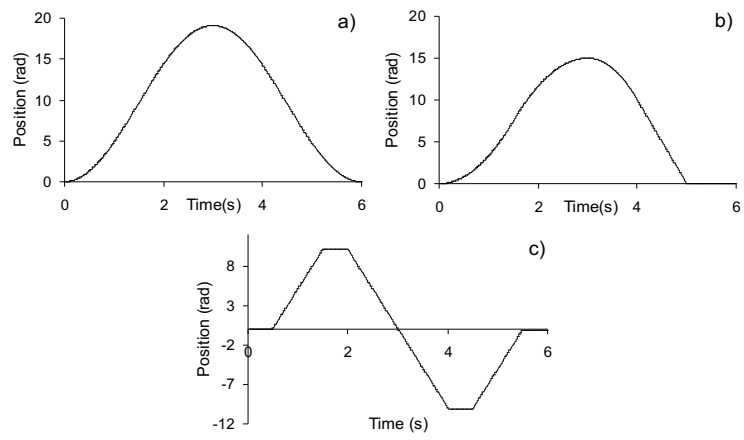 a)
Position (rad)
20
15
10
5
0
0 2 4 6
Time(s)
b)
Position (rad)
20
15
10
5
0
0 2 4 6
Time(s)
c)
Position (rad)
8
3
-2
-7
-12
0 2 4 6
Time (s)